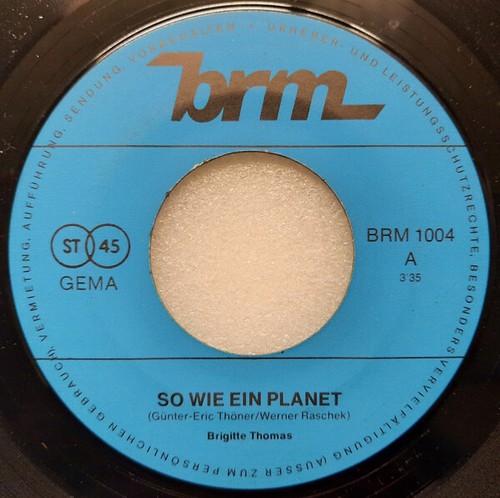 URHEBER- UND LEISTUNGSSCHUTZRECHTE, BESONDERS VERVIELFÄLTIGUNG (AUSSER ZUM PERSÖNLICHEN GEBRAUCH), VERMIETUNG, AUFFÜHRUNG, SENDUNG, VORBEHALTEN •
brm
ST 45
GEMA
BRM 1004
A
3'35
SO WIE EIN PLANET
(Günter-Eric Thöner/Werner Raschek)
Brigitte Thomas